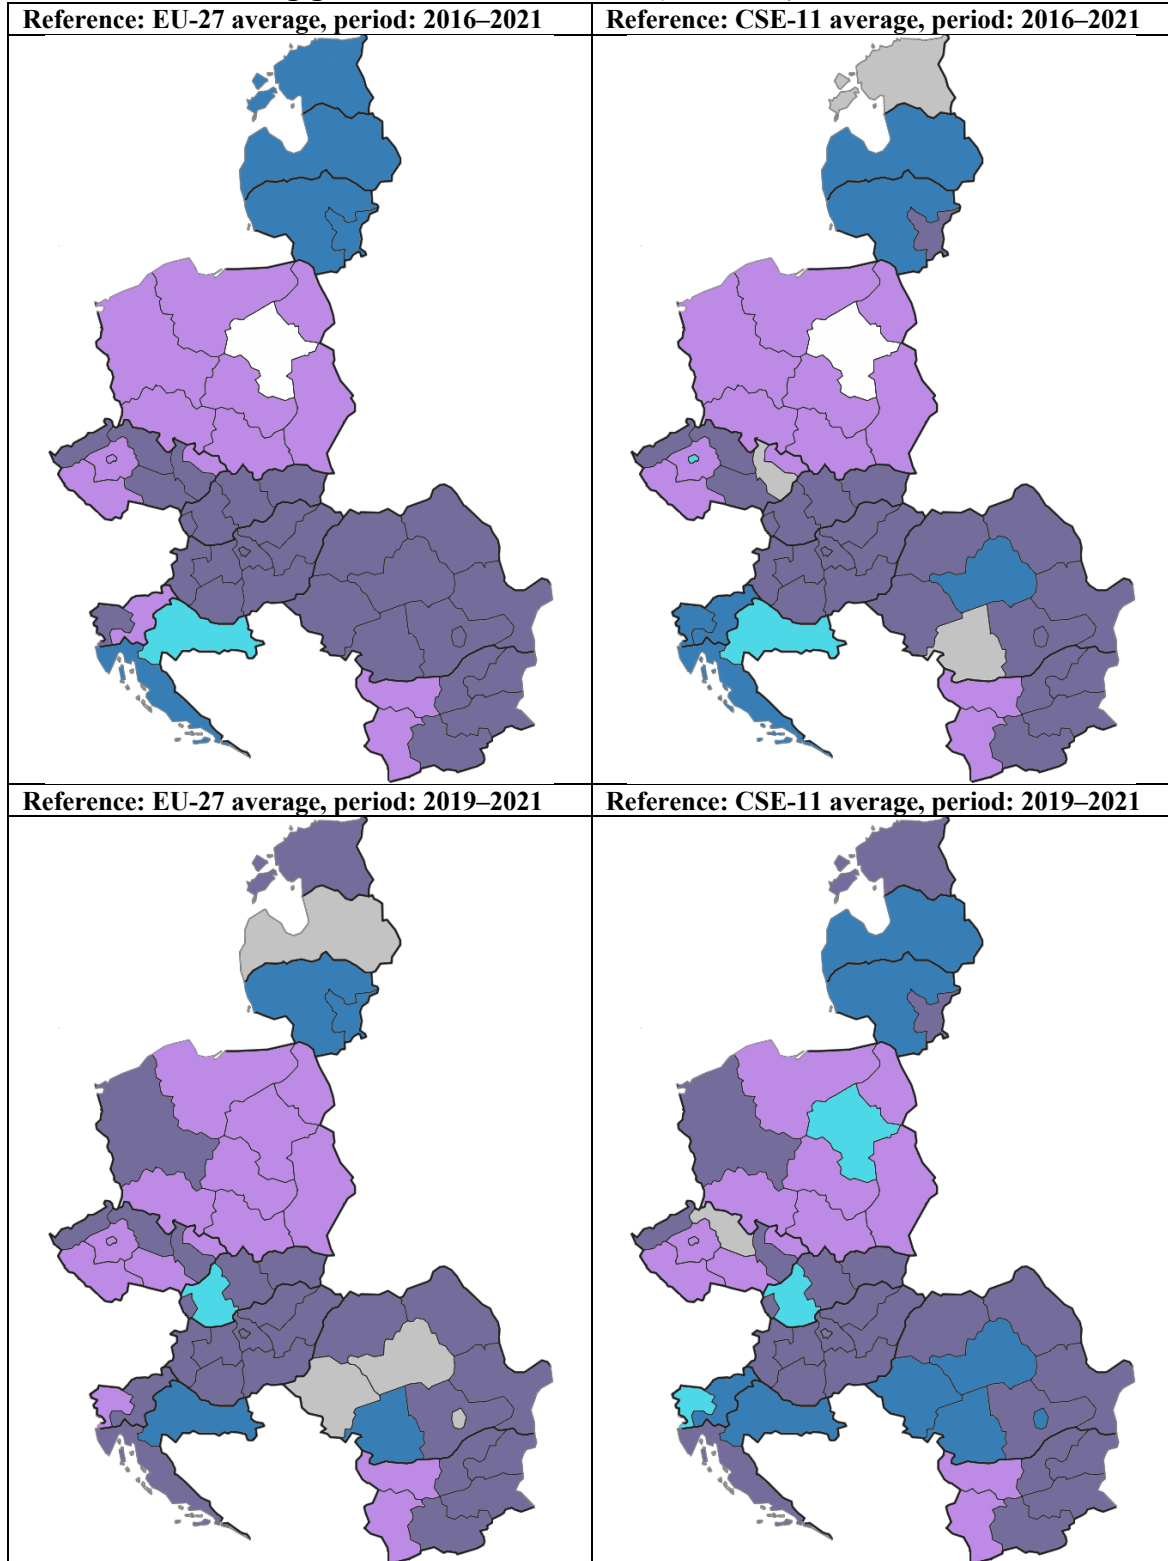 Reference: EU-27 average, period: 2016–2021
Reference: CSE-11 average, period: 2016–2021
Reference: EU-27 average, period: 2019–2021
Reference: CSE-11 average, period: 2019–2021